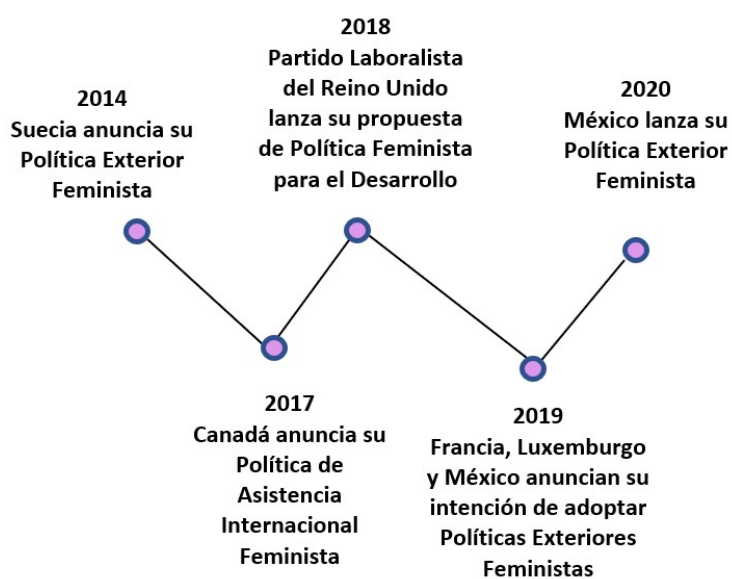 2014
Suecia anuncia su
Política Exterior
Feminista
2017
Canadá anuncia su
Política de
Asistencia
Internacional
Feminista
2018
Partido Laboralista
del Reino Unido
lanza su propuesta
de Política Feminista
para el Desarrollo
2019
Francia, Luxemburgo
y México anuncian su
intención de adoptar
Políticas Exteriores
Feministas
2020
México lanza su
Política Exterior
Feminista